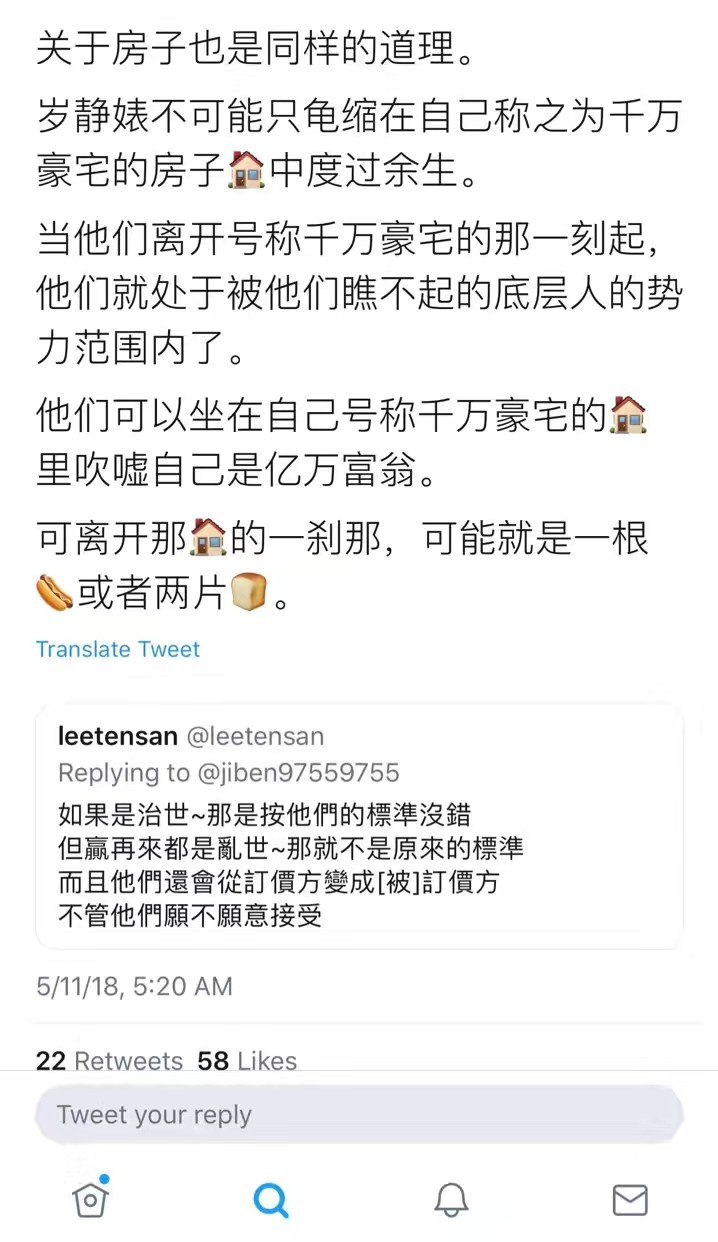 关于房子也是同样的道理。
岁静婊不可能只龟缩在自己称之为千万
豪宅的房子🏠中度过余生。
当他们离开号称千万豪宅的那一刻起，
他们就处于被他们瞧不起的底层人的势
力范围内了。
他们可以坐在自己号称千万豪宅的🏠
里吹嘘自己是亿万富翁。
可离开那🏠的一刹那，可能就是一根
🌭或者两片🍞。
Translate Tweet
leetensan @leetensan
Replying to @jiben97559755
如果是治世~那是按他們的標準沒錯
但贏再來都是亂世~那就不是原來的標準
而且他們還會從訂價方變成[被]訂價方
不管他們願不願意接受
5/11/18, 5:20 AM
22 Retweets 58 Likes
Tweet your reply